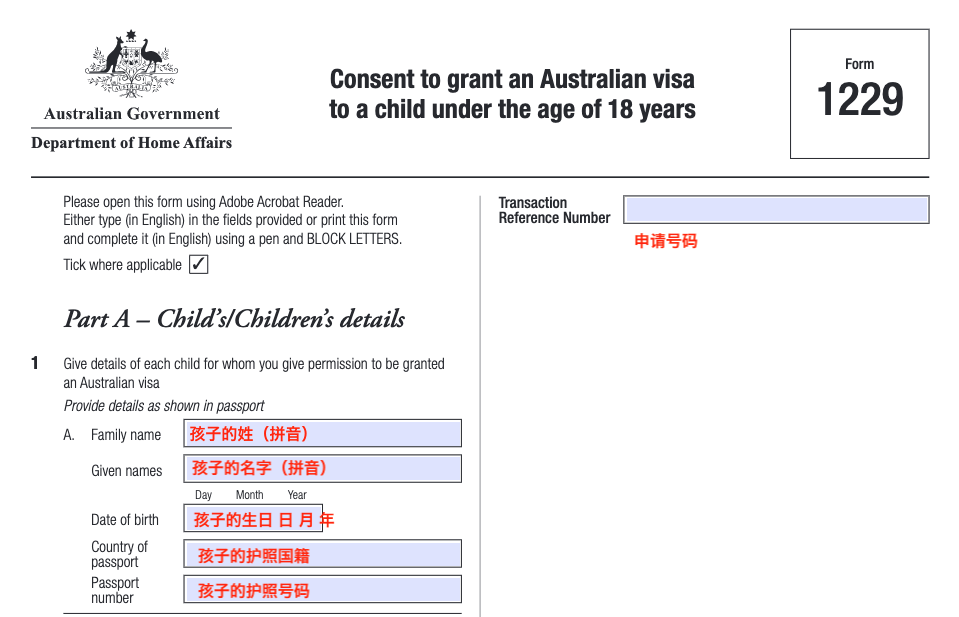 Australian Government
Department of Home Affairs
Consent to grant an Australian visa
to a child under the age of 18 years
Form
1229
Please open this form using Adobe Acrobat Reader.
Either type (in English) in the fields provided or print this form
and complete it (in English) using a pen and BLOCK LETTERS.
Tick where applicable ✓
Part A – Child's/Children's details
1 Give details of each child for whom you give permission to be granted
an Australian visa
Provide details as shown in passport
A. Family name 孩子的姓（拼音）
Given names 孩子的名字（拼音）
Day Month Year
Date of birth 孩子的生日 日 月 年
Country of
passport 孩子的护照国籍
Passport
number 孩子的护照号码
Transaction
Reference Number
申请号码